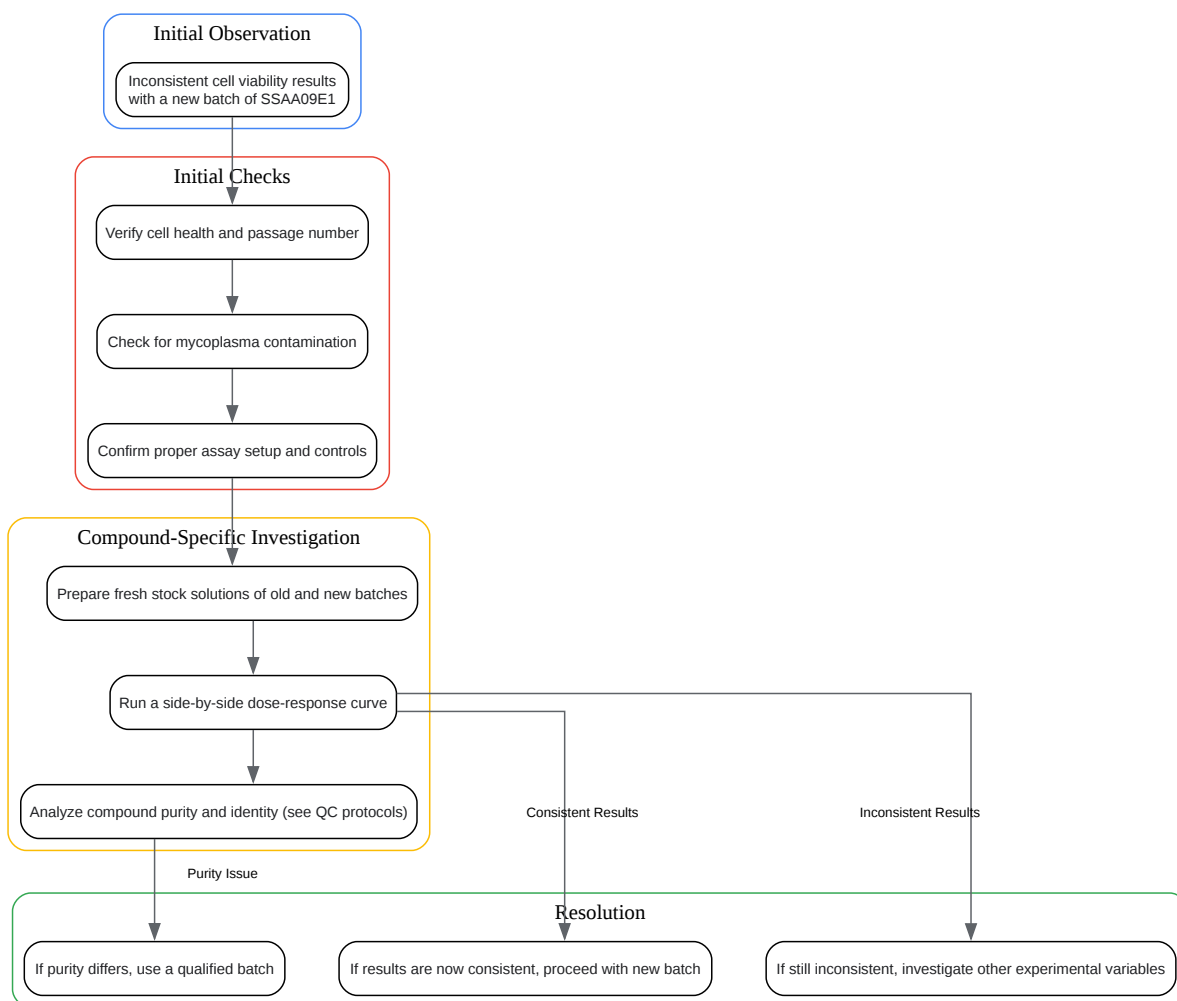 Initial Observation
Inconsistent cell viability results
with a new batch of SSAA09E1
Initial Checks
Verify cell health and passage number
Check for mycoplasma contamination
Confirm proper assay setup and controls
Compound-Specific Investigation
Prepare fresh stock solutions of old and new batches
Run a side-by-side dose-response curve
Analyze compound purity and identity (see QC protocols)
Consistent Results
Inconsistent Results
Purity Issue
Resolution
If purity differs, use a qualified batch
If results are now consistent, proceed with new batch
If still inconsistent, investigate other experimental variables